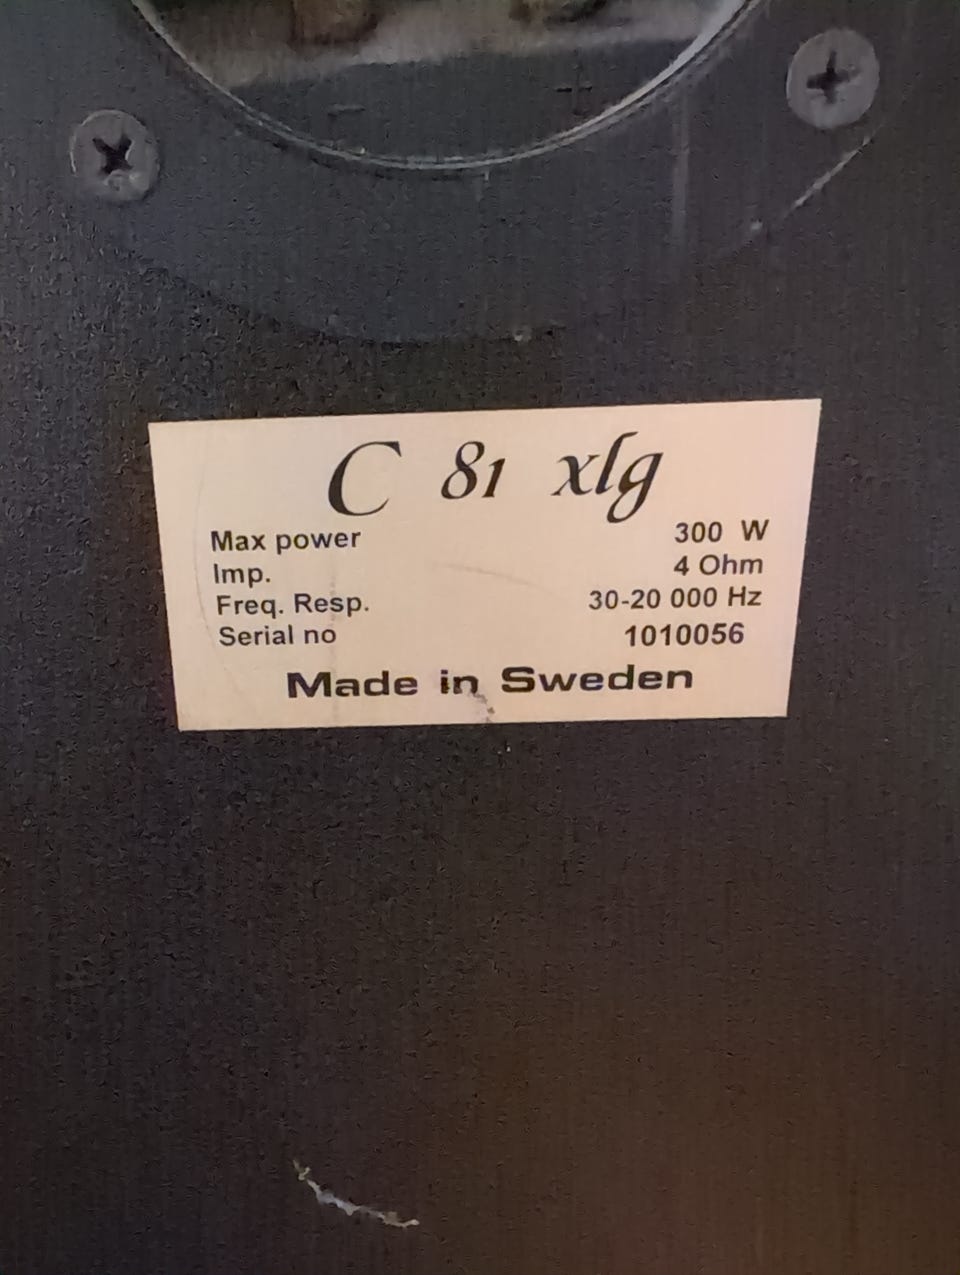 - +
C 81 xlg
Max power 300 W
Imp. 4 Ohm
Freq. Resp. 30-20 000 Hz
Serial no 1010056
Made in Sweden